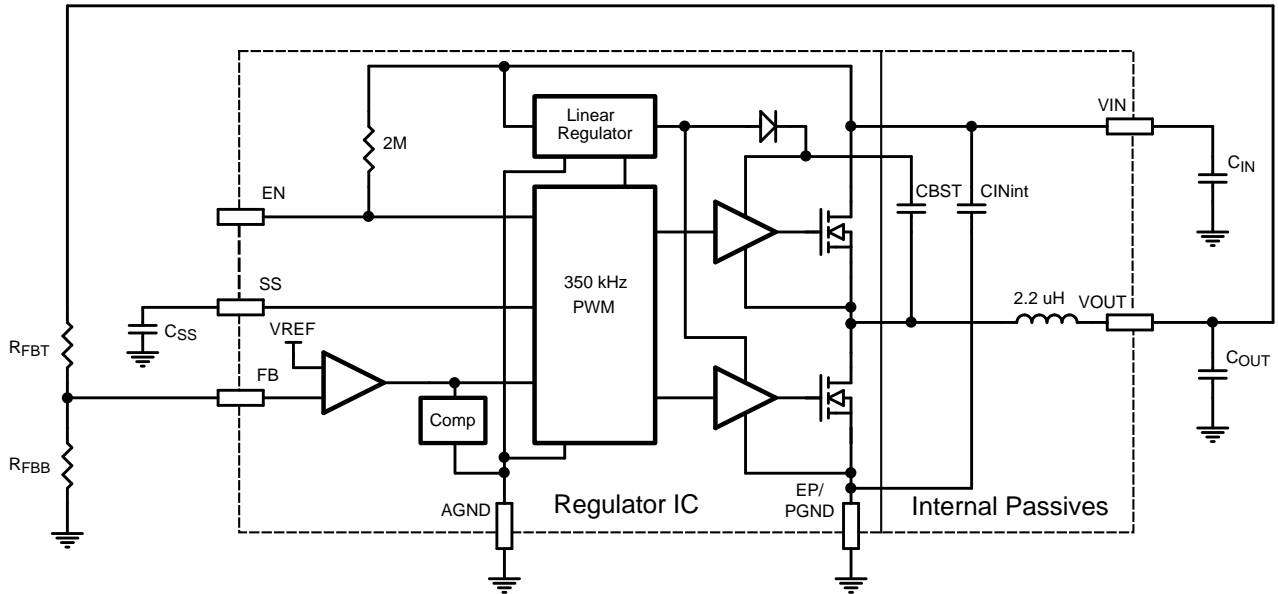 VIN
Linear
Regulator
2M
CIN
EN
CBST
CINint
SS
350 kHz
PWM
2.2 uH
VOUT
CSS
VREF
RFBT
COUT
FB
Comp
RFBB
AGND
Regulator IC
EP/
PGND
Internal Passives